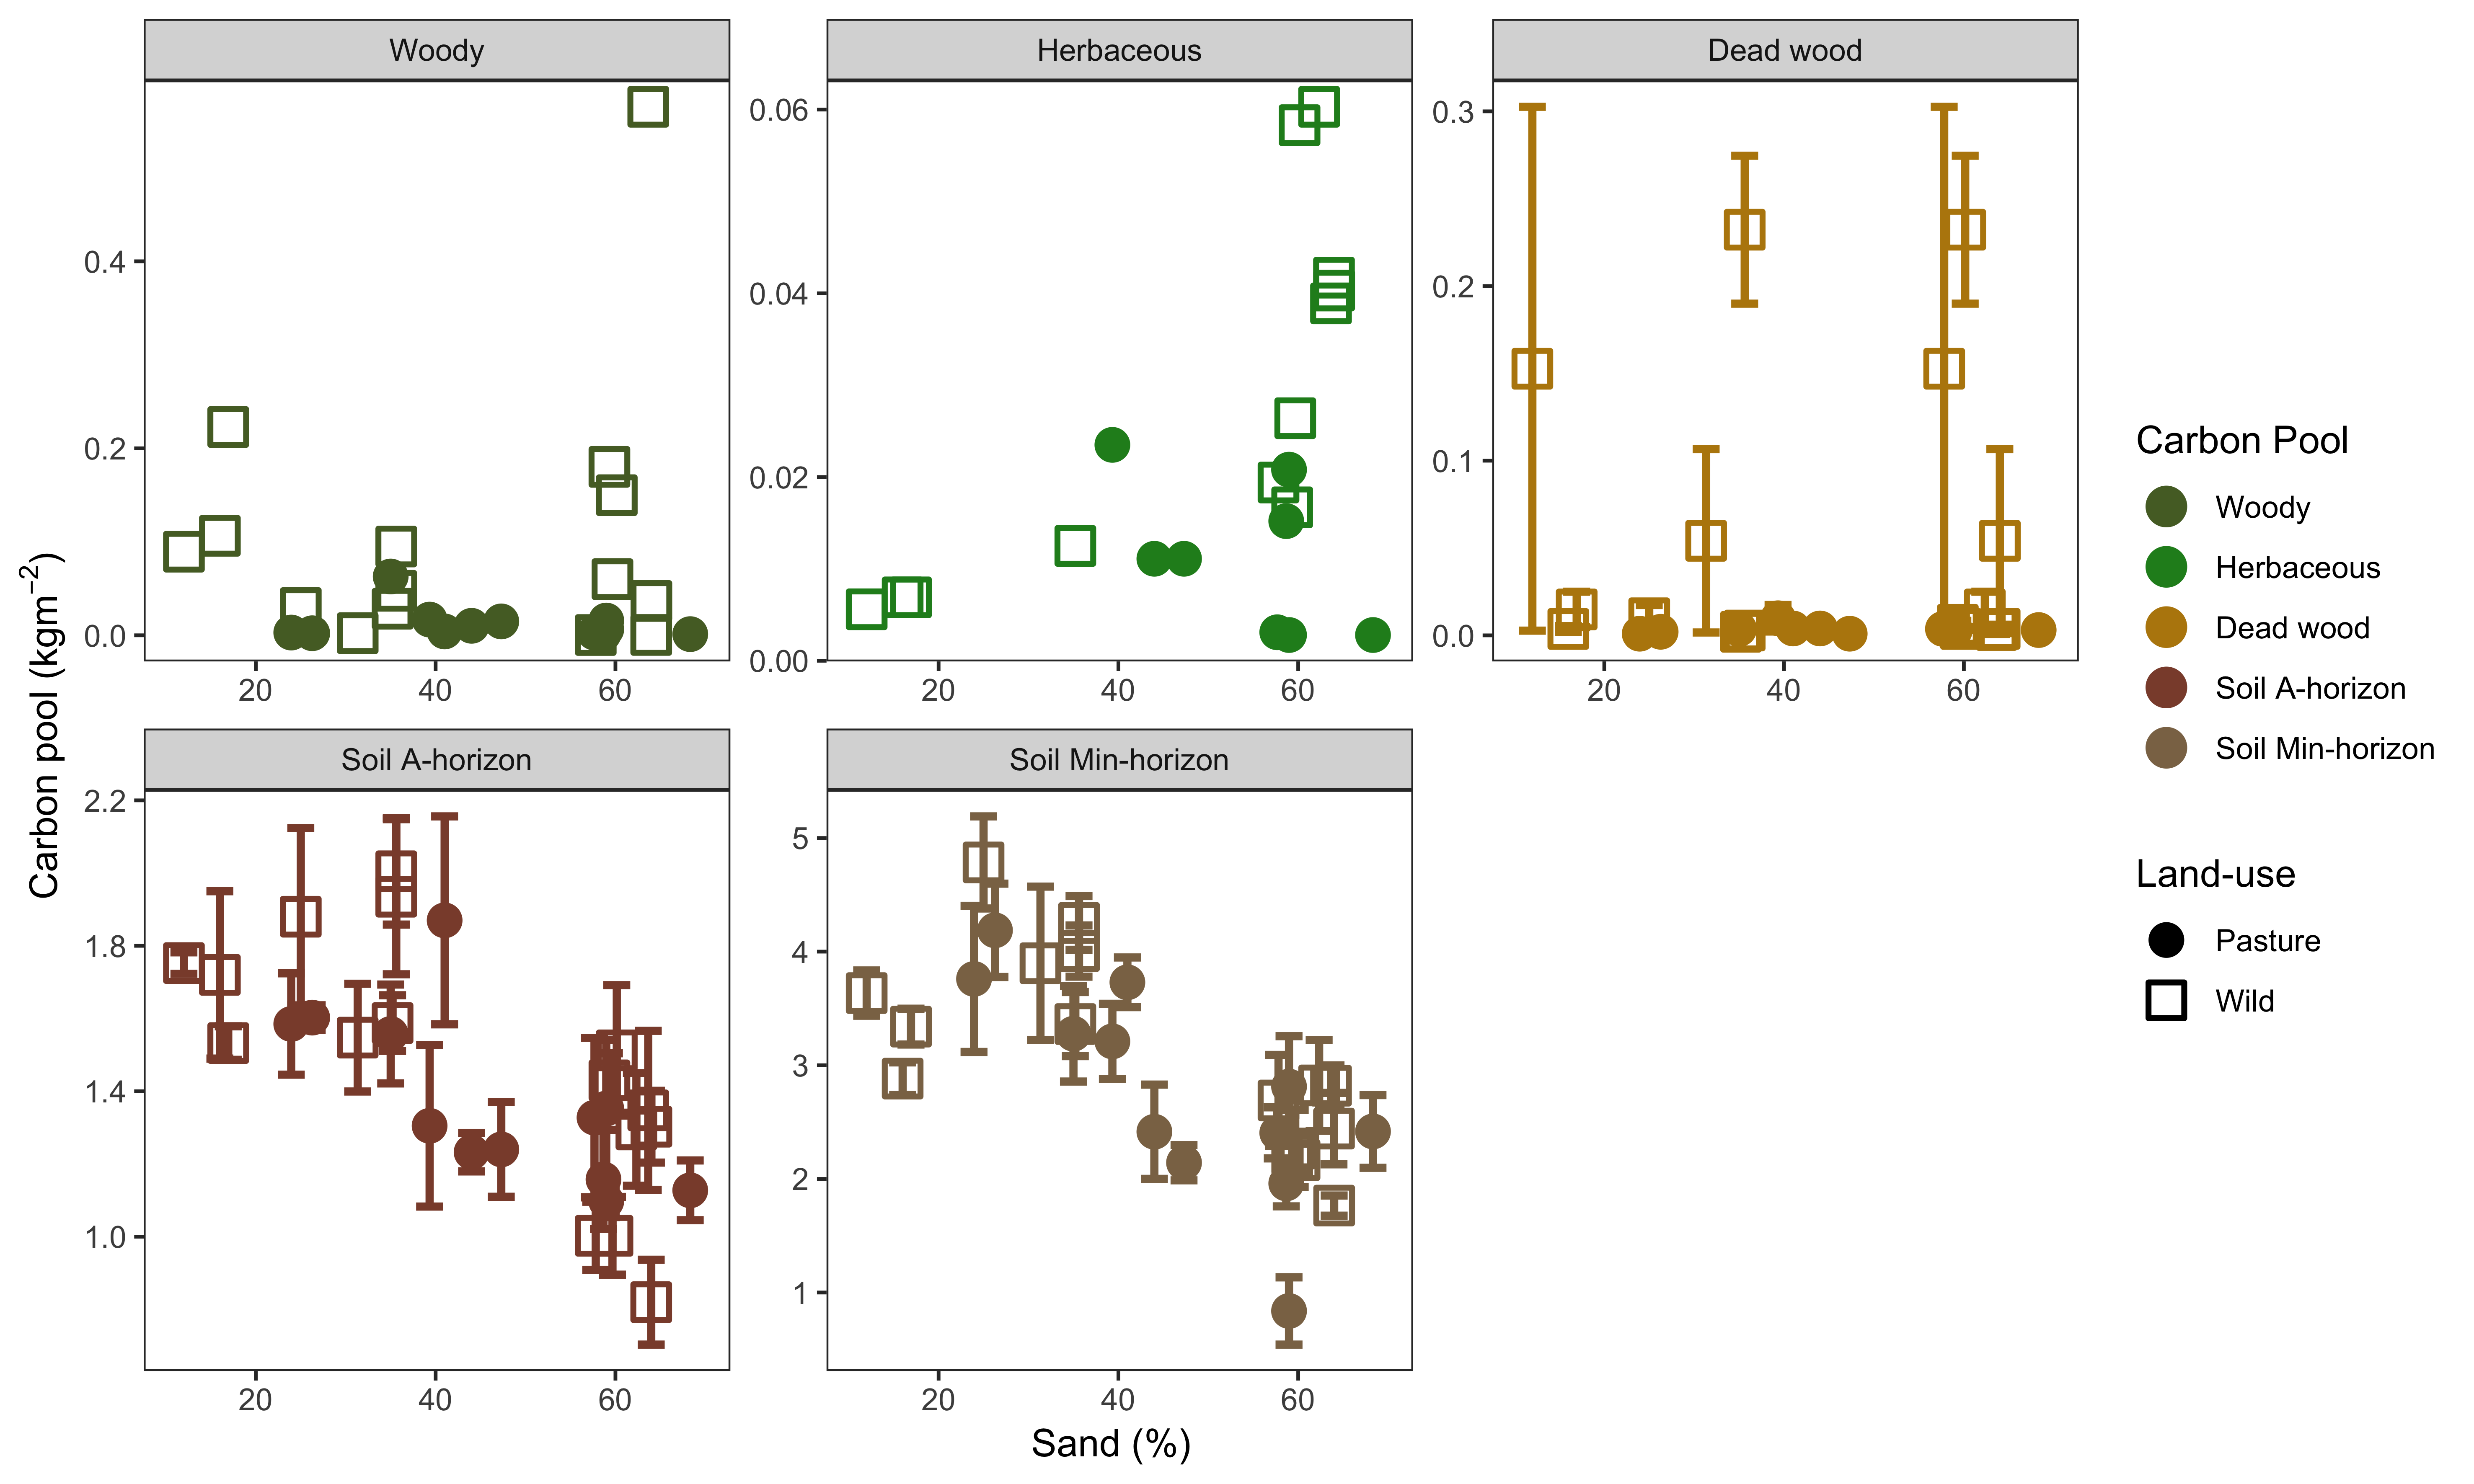 Woody
Herbaceous
Dead wood
0.4
0.2
0.0
20
40
60
0.06
0.04
0.02
0.00
20
40
60
0.3
0.2
0.1
0.0
20
40
60
Soil A-horizon
Soil Min-horizon
2.2
1.8
1.4
1.0
20
40
60
5
4
3
2
1
20
40
60
Carbon pool (kgm⁻²)
Sand (%)
Carbon Pool
Woody
Herbaceous
Dead wood
Soil A-horizon
Soil Min-horizon
Land-use
Pasture
Wild